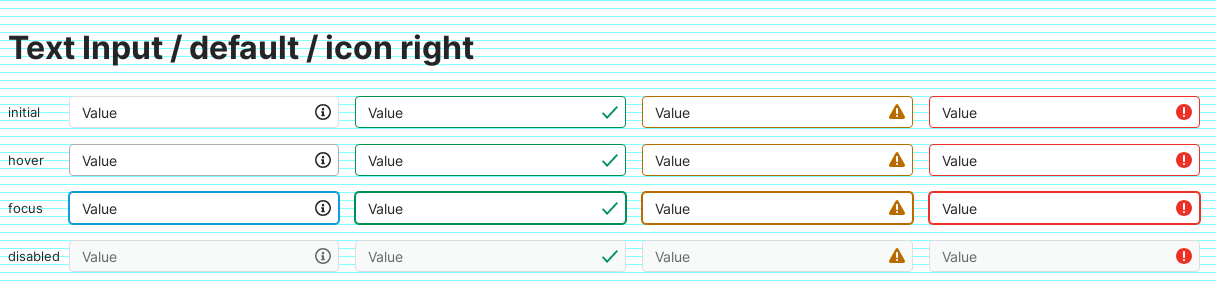 Text Input / default / icon right
initial Value Value Value Value
hover Value Value Value Value
focus Value Value Value Value
disabled Value Value Value Value